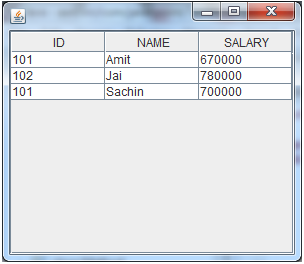 ID NAME SALARY
101 Amit 670000
102 Jai 780000
101 Sachin 700000